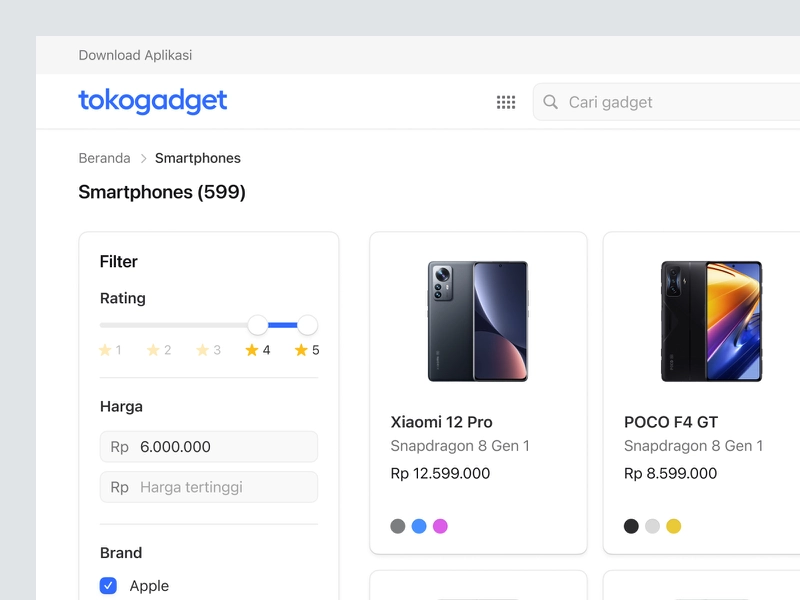 Download Aplikasi
tokogadget
Cari gadget
Beranda > Smartphones
Smartphones (599)
Filter
Rating
1 2 3 4 5
Harga
Rp 6.000.000
Rp Harga tertinggi
Brand
Apple
Xiaomi 12 Pro
Snapdragon 8 Gen 1
Rp 12.599.000
POCO F4 GT
Snapdragon 8 Gen 1
Rp 8.599.000